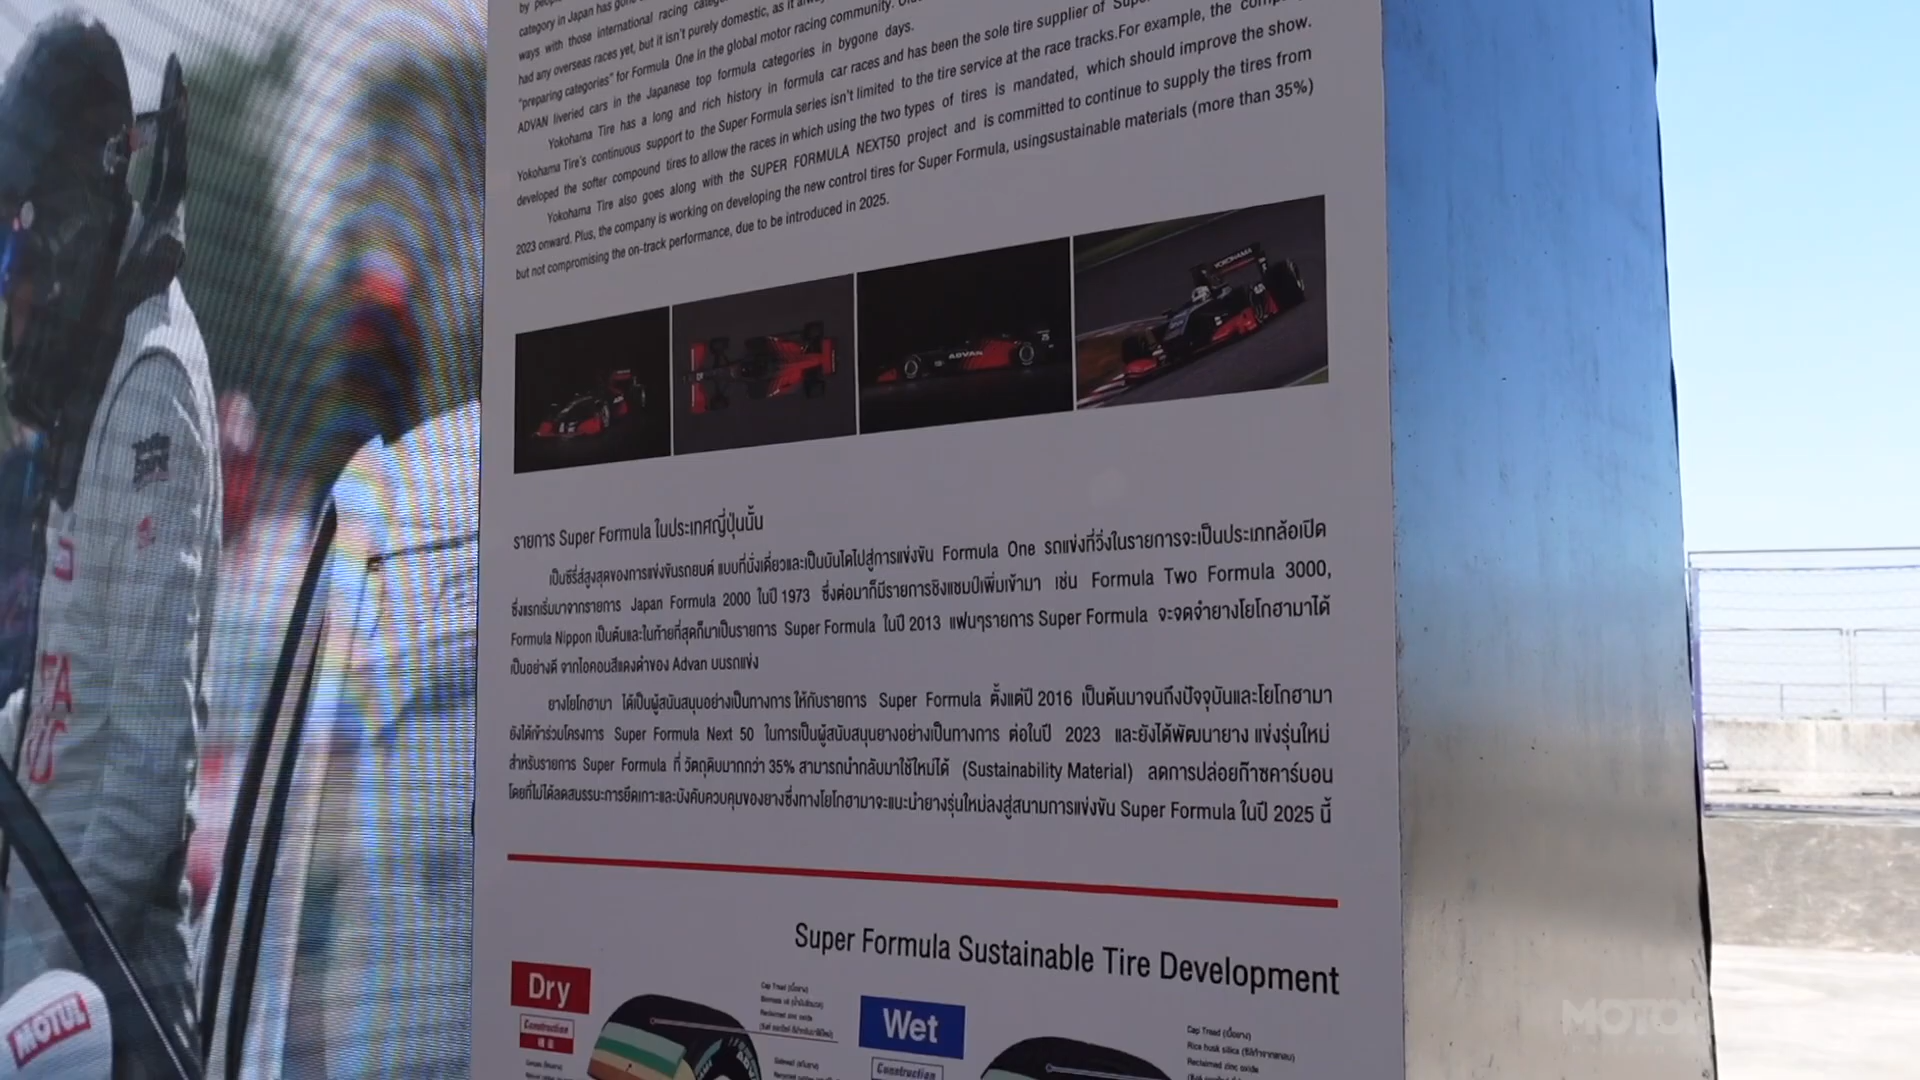 by
category in Japan has
ways with those international racing
had any overseas races yet, but it isn't purely domestic, as it
"preparing categories" for Formula One in the global motor racing community.
ADVAN liveried cars in the Japanese top formula categories in bygone days.
Yokohama Tire has a long and rich history in formula car races and has been the sole tire supplier of
Yokohama Tire's continuous support to the Super Formula series isn't limited to the tire service at the race tracks.For example, the
developed the softer compound tires to allow the races in which using the two types of tires is mandated, which should improve the show.
Yokohama Tire also goes along with the SUPER FORMULA NEXT50 project and is committed to continue to supply the tires from
2023 onward. Plus, the company is working on developing the new control tires for Super Formula, usingsustainable materials (more than 35%)
but not compromising the on-track performance, due to be introduced in 2025.
YOKOHAMA
ADVAN
รายการ Super Formula ในประเทศญี่ปุ่นนั้น
เป็นซีรี่ส์สูงสุดของการแข่งขันรถยนต์ แบบที่นั่งเดี่ยวและเป็นบันไดไปสู่การแข่งขัน Formula One รถแข่งที่วิ่งในรายการจะเป็นประเภทล้อเปิด
ซึ่งแรกเริ่มมาจากรายการ Japan Formula 2000 ในปี 1973 ซึ่งต่อมาก็มีรายการชิงแชมป์เพิ่มเข้ามา เช่น Formula Two Formula 3000,
Formula Nippon เป็นต้นและในท้ายที่สุดก็มาเป็นรายการ Super Formula ในปี 2013 แฟนๆรายการ Super Formula จะจดจำยางโยโกฮามาได้
เป็นอย่างดี จากไอคอนสีแดงดำของ Advan บนรถแข่ง
ยางโยโกฮามา ได้เป็นผู้สนับสนุนอย่างเป็นทางการ ให้กับรายการ Super Formula ตั้งแต่ปี 2016 เป็นต้นมาจนถึงปัจจุบันและโยโกฮามา
ยังได้เข้าร่วมโครงการ Super Formula Next 50 ในการเป็นผู้สนับสนุนยางอย่างเป็นทางการ ต่อในปี 2023 และยังได้พัฒนายาง แข่งรุ่นใหม่
สำหรับรายการ Super Formula ที่ วัตถุดิบมากกว่า 35% สามารถนำกลับมาใช้ใหม่ได้ (Sustainability Material) ลดการปล่อยก๊าซคาร์บอน
โดยที่ไม่ได้ลดสมรรถนะการยึดเกาะและบังคับควบคุมของยางซึ่งทางโยโกฮามาจะแนะนำยางรุ่นใหม่ลงสู่สนามการแข่งขัน Super Formula ในปี 2025 นี้
Super Formula Sustainable Tire Development
Dry
Construction
Cap Tread (เนื้อยาง)
Reclaimed zinc oxide
Wet
Construction
Cap Tread (เนื้อยาง)
Rice husk silica
Reclaimed zinc oxide
MOTUL
MOTO